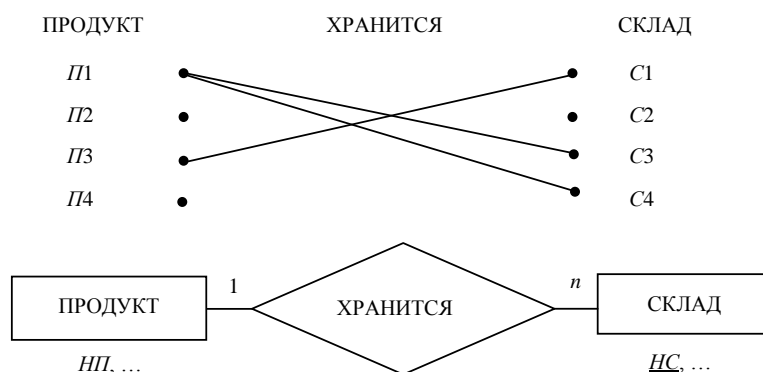 ПРОДУКТ ХРАНИТСЯ СКЛАД
П1 С1
П2 С2
П3 С3
П4 С4
ПРОДУКТ 1 ХРАНИТСЯ n СКЛАД
НП, … НС, …